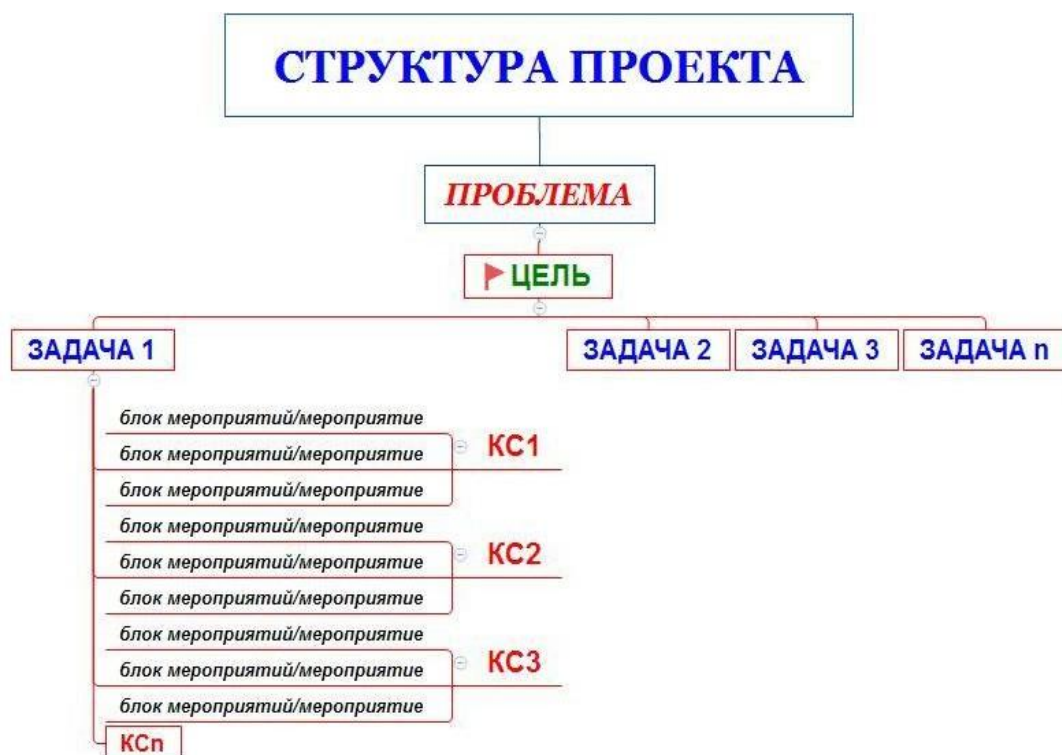 СТРУКТУРА ПРОЕКТА
ПРОБЛЕМА
ЦЕЛЬ
ЗАДАЧА 1
ЗАДАЧА 2
ЗАДАЧА 3
ЗАДАЧА n
блок мероприятий/мероприятие
блок мероприятий/мероприятие
КС1
блок мероприятий/мероприятие
блок мероприятий/мероприятие
блок мероприятий/мероприятие
КС2
блок мероприятий/мероприятие
блок мероприятий/мероприятие
блок мероприятий/мероприятие
КС3
блок мероприятий/мероприятие
КСn